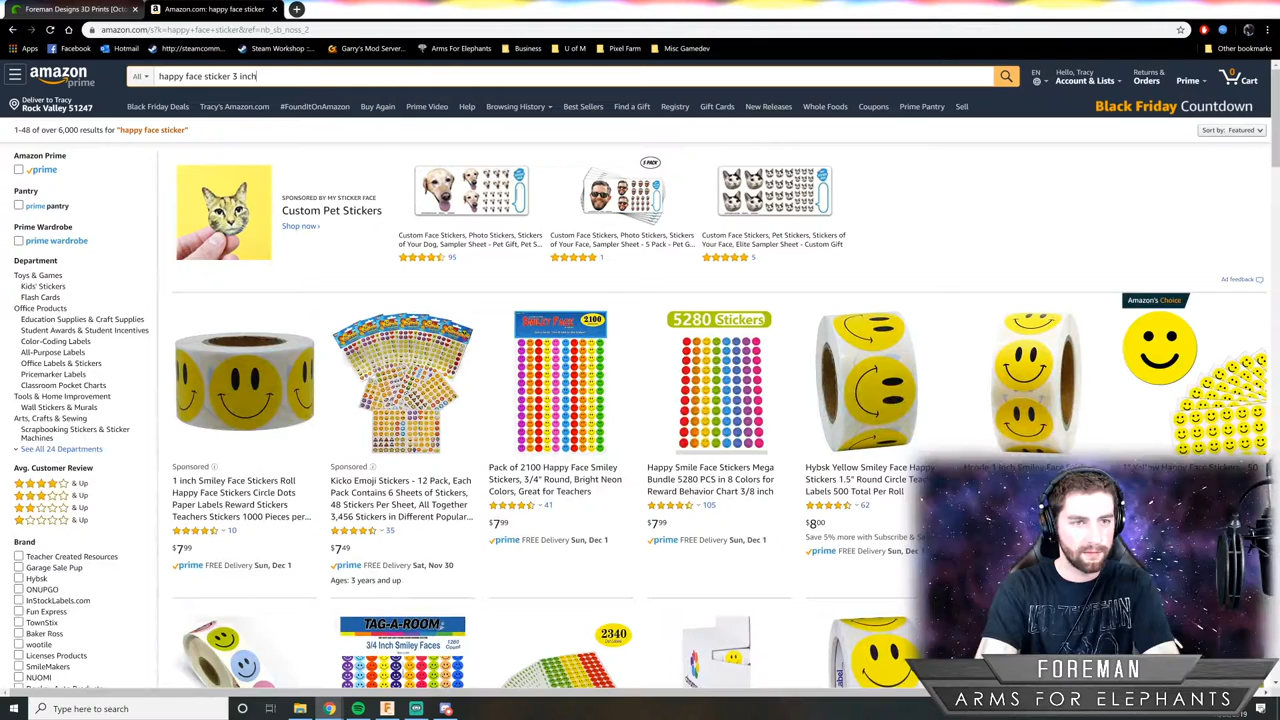 Foreman Designs 3D Prints [Octo
Amazon.com: happy face sticker
amazon.com/s?k=happy+face+sticker&ref=nb_sb_noss_2
Apps
Facebook
Hotmail
http://steamcomm...
Steam Workshop :...
Garry's Mod Server...
Arms For Elephants
Business
U of M
Pixel Farm
Misc Gamedev
Other bookmarks
amazon
prime
All
happy face sticker 3 inch
EN
Hello, Tracy
Account & Lists
Returns &
Orders
Prime
0
Cart
Deliver to Tracy
Rock Valley 51247
Black Friday Deals
Tracy's Amazon.com
#FoundItOnAmazon
Buy Again
Prime Video
Help
Browsing History
Best Sellers
Find a Gift
Registry
Gift Cards
New Releases
Whole Foods
Coupons
Prime Pantry
Sell
Black Friday Countdown
1-48 of over 6,000 results for "happy face sticker"
Sort by: Featured
Amazon Prime
prime
Pantry
prime pantry
Prime Wardrobe
prime wardrobe
Department
Toys & Games
Kids' Stickers
Flash Cards
Office Products
Education Supplies & Craft Supplies
Student Awards & Student Incentives
Color-Coding Labels
All-Purpose Labels
Office Labels & Stickers
Pricemarker Labels
Classroom Pocket Charts
Tools & Home Improvement
Wall Stickers & Murals
Arts, Crafts & Sewing
Scrapbooking Stickers & Sticker
Machines
See All 24 Departments
Avg. Customer Review
& Up
& Up
& Up
& Up
Brand
Teacher Created Resources
Garage Sale Pup
Hybsk
ONUPGO
InStockLabels.com
Fun Express
TownStix
Baker Ross
wootile
Licenses Products
SmileMakers
NUOMI
SPONSORED BY MY STICKER FACE
Custom Pet Stickers
Shop now ›
Custom Face Stickers, Photo Stickers, Stickers
of Your Dog, Sampler Sheet - Pet Gift, Pet S...
95
5 PACK
Custom Face Stickers, Photo Stickers, Stickers
of Your Face, Sampler Sheet - 5 Pack - Pet G...
1
Custom Face Stickers, Pet Stickers, Stickers of
Your Face, Elite Sampler Sheet - Custom Gift
5
Ad feedback
Sponsored
1 inch Smiley Face Stickers Roll
Happy Face Stickers Circle Dots
Paper Labels Reward Stickers
Teachers Stickers 1000 Pieces per...
10
$7 99
prime FREE Delivery Sun, Dec 1
Sponsored
Kicko Emoji Stickers - 12 Pack, Each
Pack Contains 6 Sheets of Stickers,
48 Stickers Per Sheet, All Together
3,456 Stickers in Different Popular...
35
$7 49
prime FREE Delivery Sat, Nov 30
Ages: 3 years and up
SMILEY FACE
2100
Pack of 2100 Happy Face Smiley
Stickers, 3/4" Round, Bright Neon
Colors, Great for Teachers
41
$7 99
prime FREE Delivery Sun, Dec 1
5280 Stickers
Happy Smile Face Stickers Mega
Bundle 5280 PCS in 8 Colors for
Reward Behavior Chart 3/8 inch
105
$7 99
prime FREE Delivery Sun, Dec 1
Hybsk Yellow Smiley Face Happy
Stickers 1.5" Round Circle Teacher
Labels 500 Total Per Roll
62
$8 00
Save 5% more with Subscribe & Sa
prime FREE Delivery Sun, Dec
Amazon's Choice
TAG-A-ROOM
3/4 Inch Smiley Faces
1260
Count
2340
FOREMAN
ARMS FOR ELEPHANTS
Type here to search